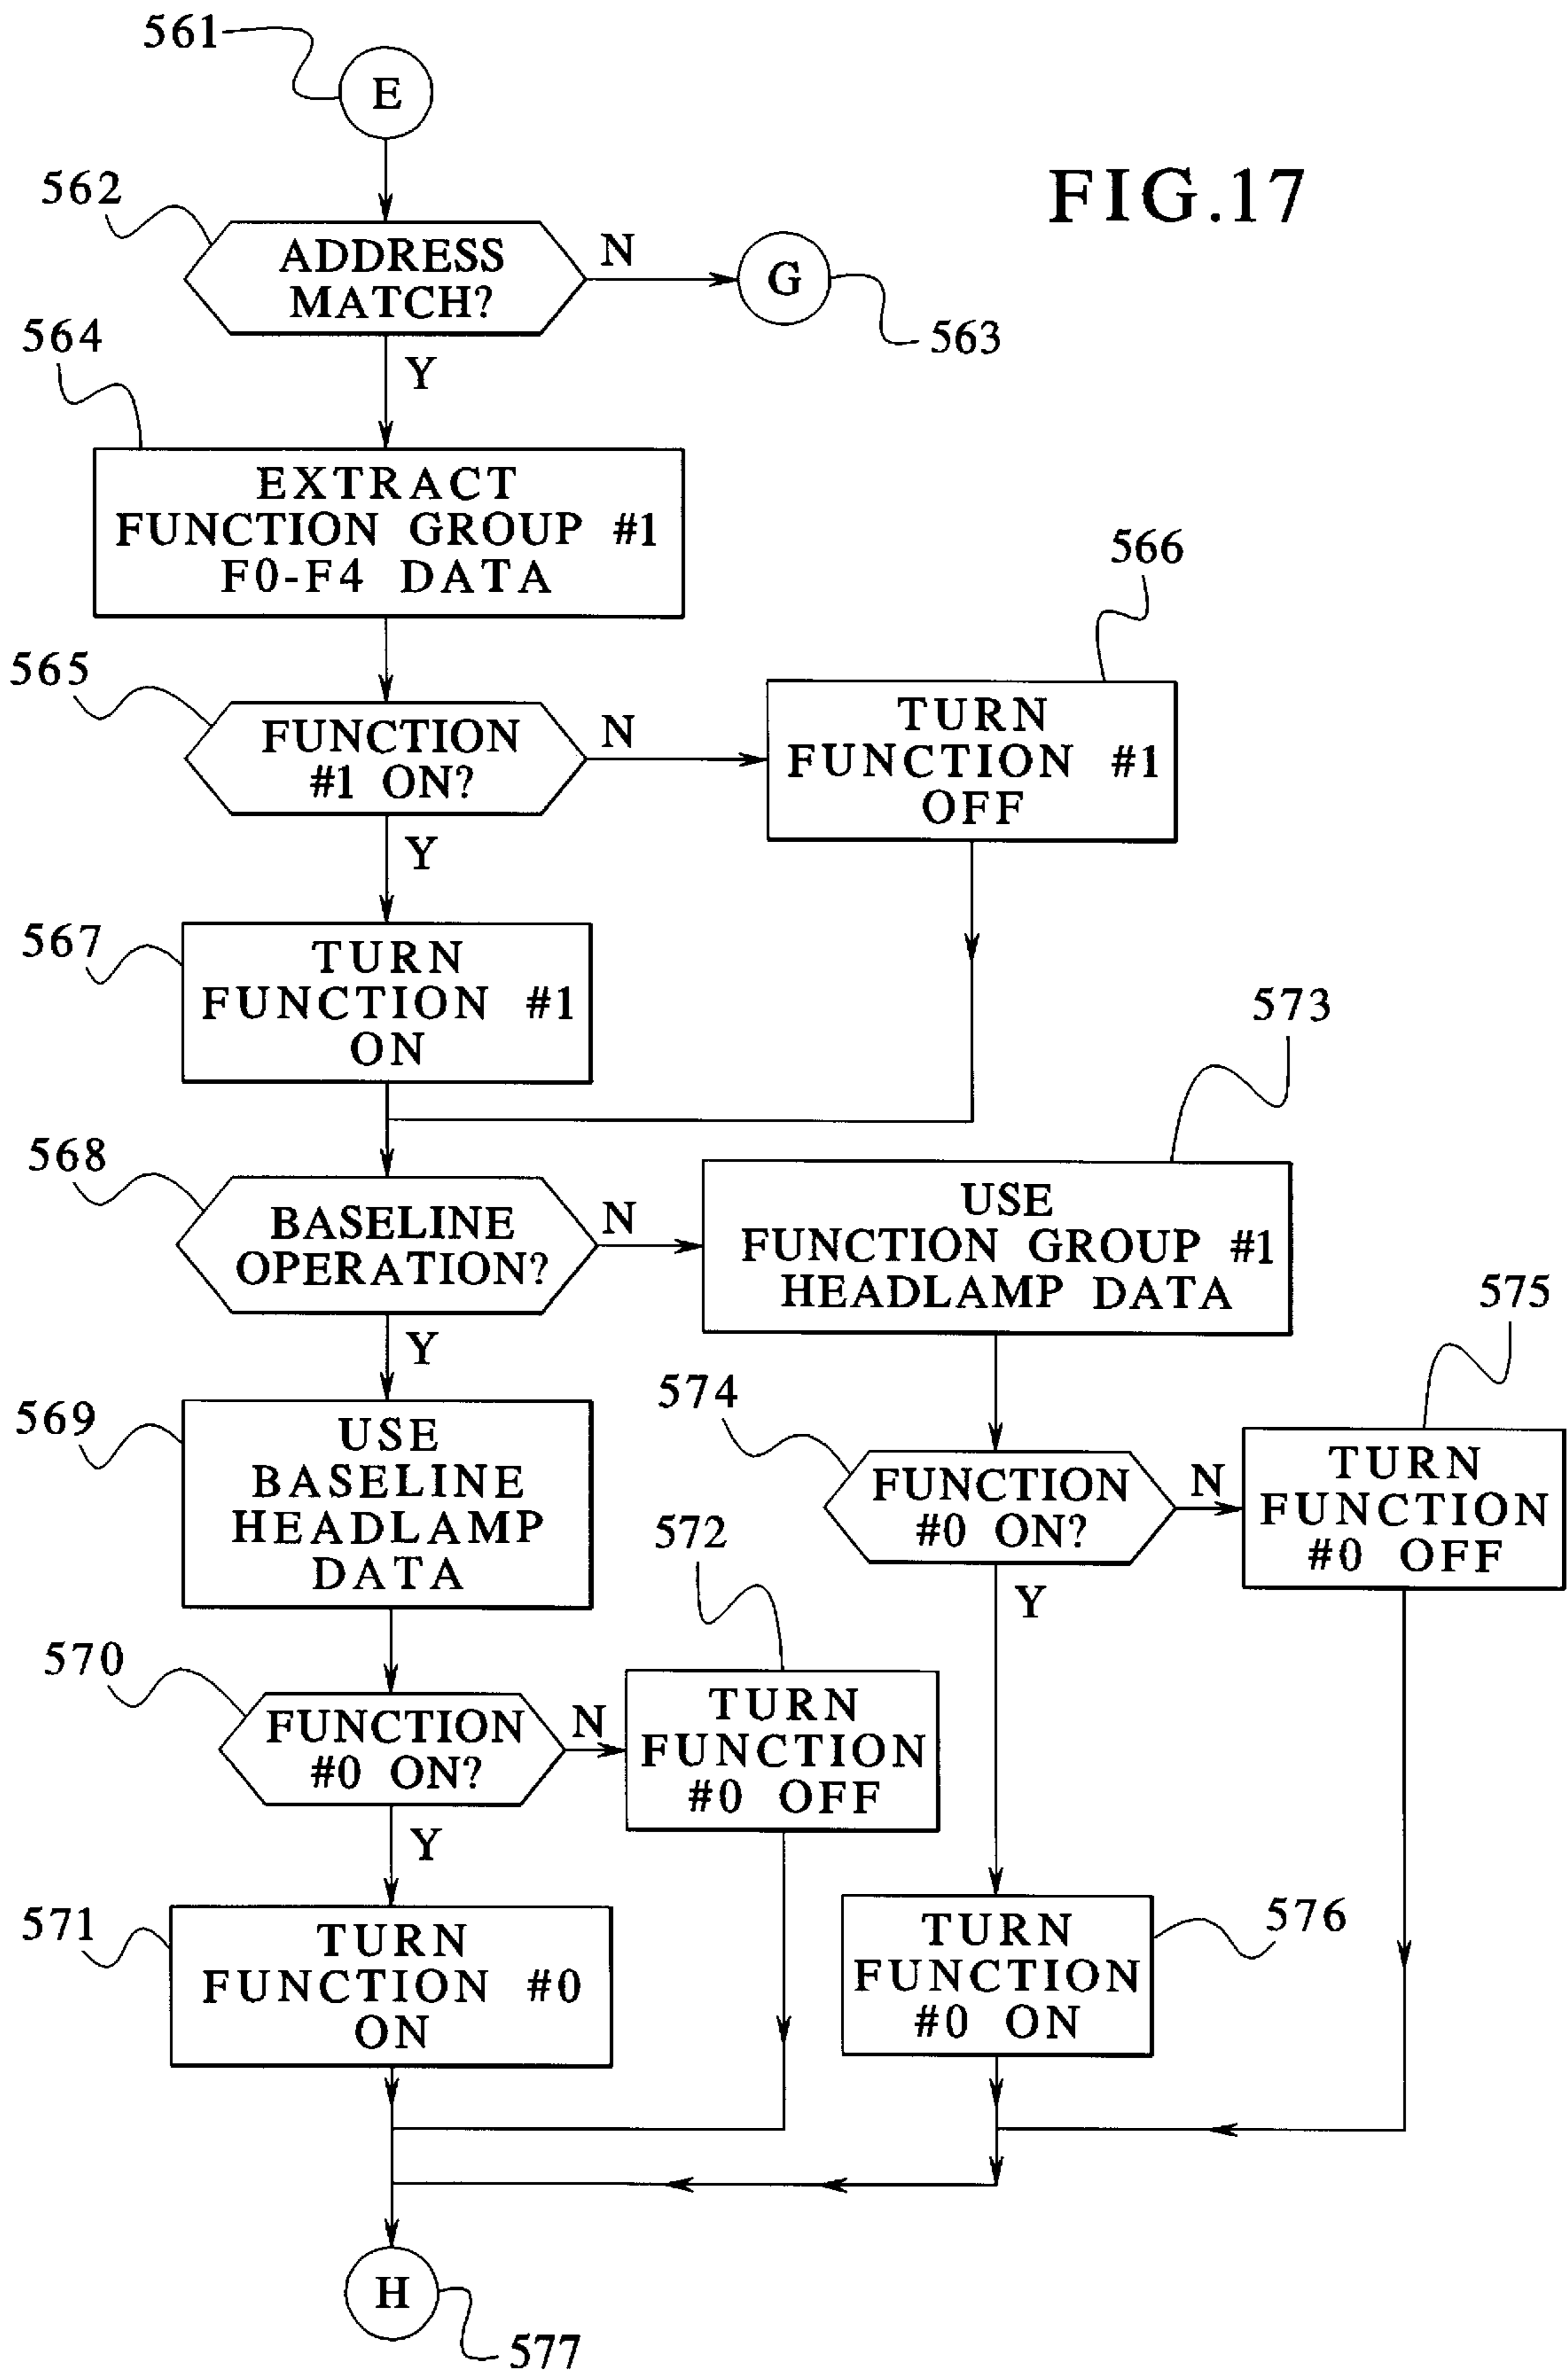 561
E
FIG.17
562
ADDRESS
MATCH?
N
G
563
Y
564
EXTRACT
FUNCTION GROUP #1
F0-F4 DATA
565
FUNCTION
#1 ON?
N
566
TURN
FUNCTION #1
OFF
Y
567
TURN
FUNCTION #1
ON
568
BASELINE
OPERATION?
N
573
USE
FUNCTION GROUP #1
HEADLAMP DATA
Y
569
USE
BASELINE
HEADLAMP
DATA
574
FUNCTION
#0 ON?
N
575
TURN
FUNCTION
#0 OFF
Y
570
FUNCTION
#0 ON?
N
572
TURN
FUNCTION
#0 OFF
Y
571
TURN
FUNCTION #0
ON
576
TURN
FUNCTION
#0 ON
H
577